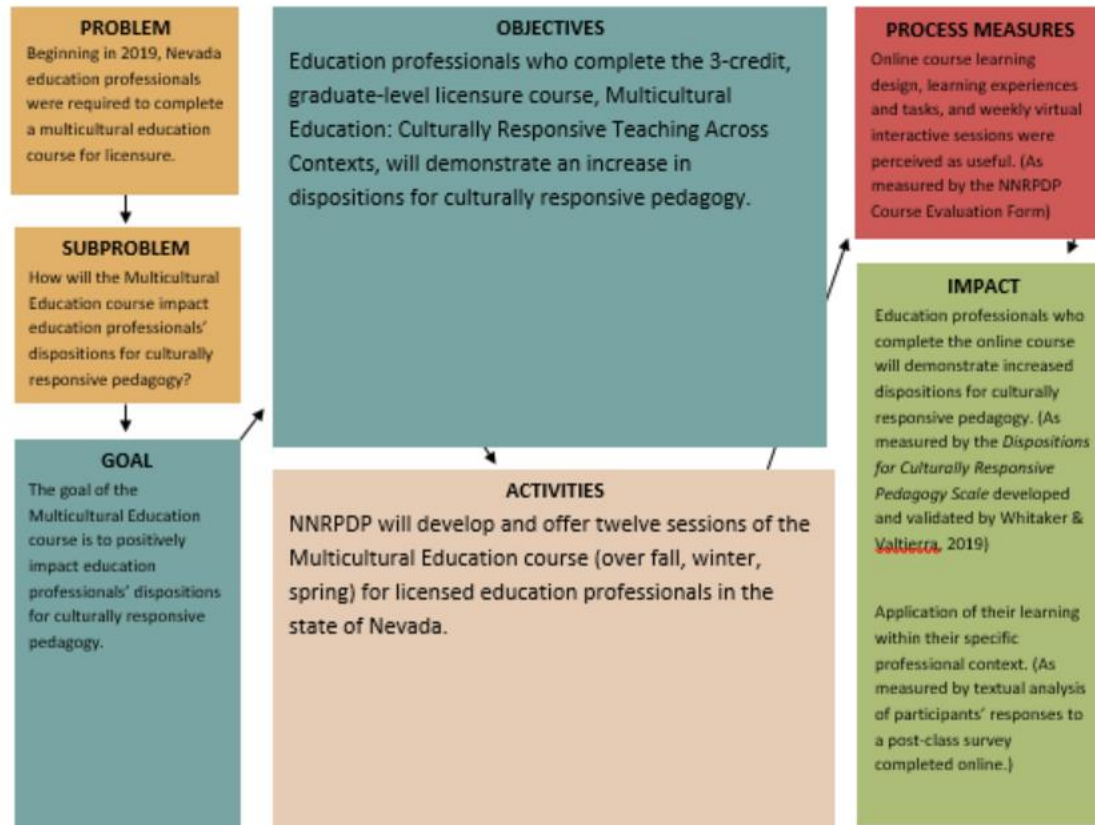 PROBLEM
Beginning in 2019, Nevada
education professionals
were required to complete
a multicultural education
course for licensure.
SUBPROBLEM
How will the Multicultural
Education course impact
education professionals'
dispositions for culturally
responsive pedagogy?
GOAL
The goal of the
Multicultural Education
course is to positively
impact education
professionals' dispositions
for culturally responsive
pedagogy.
OBJECTIVES
Education professionals who complete the 3-credit,
graduate-level licensure course, Multicultural
Education: Culturally Responsive Teaching Across
Contexts, will demonstrate an increase in
dispositions for culturally responsive pedagogy.
ACTIVITIES
NNRPDP will develop and offer twelve sessions of the
Multicultural Education course (over fall, winter,
spring) for licensed education professionals in the
state of Nevada.
PROCESS MEASURES
Online course learning
design, learning experiences
and tasks, and weekly virtual
interactive sessions were
perceived as useful. (As
measured by the NNRPDP
Course Evaluation Form)
IMPACT
Education professionals who
complete the online course
will demonstrate increased
dispositions for culturally
responsive pedagogy. (As
measured by the Dispositions
for Culturally Responsive
Pedagogy Scale developed
and validated by Whitaker &
Valtierra, 2019)
Application of their learning
within their specific
professional context. (As
measured by textual analysis
of participants' responses to
a post-class survey
completed online.)